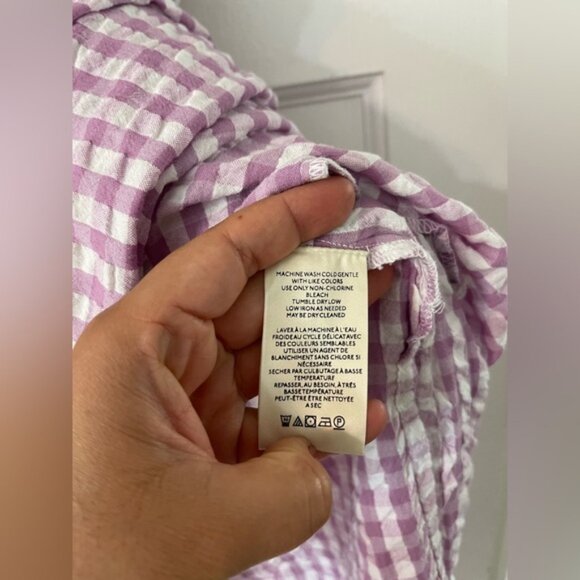 MACHINE WASH COLD GENTLE
WITH LIKE COLORS
USE ONLY NON-CHLORINE
BLEACH
TUMBLE DRY LOW
LOW IRON AS NEEDED
MAY BE DRY CLEANED
LAVER À LA MACHINE À L'EAU
FROIDE AU CYCLE DÉLICAT AVEC
DES COULEURS SEMBLABLES
UTILISER UN AGENT DE
BLANCHIMENT SANS CHLORE SI
NÉCESSAIRE
SECHER PAR CULBUTAGE À BASSE
TEMPÉRATURE
REPASSER, AU BESOIN, À TRÈS
BASSE TEMPÉRATURE
PEUT-ÊTRE ÊTRE NETTOYÉE
A SEC
P